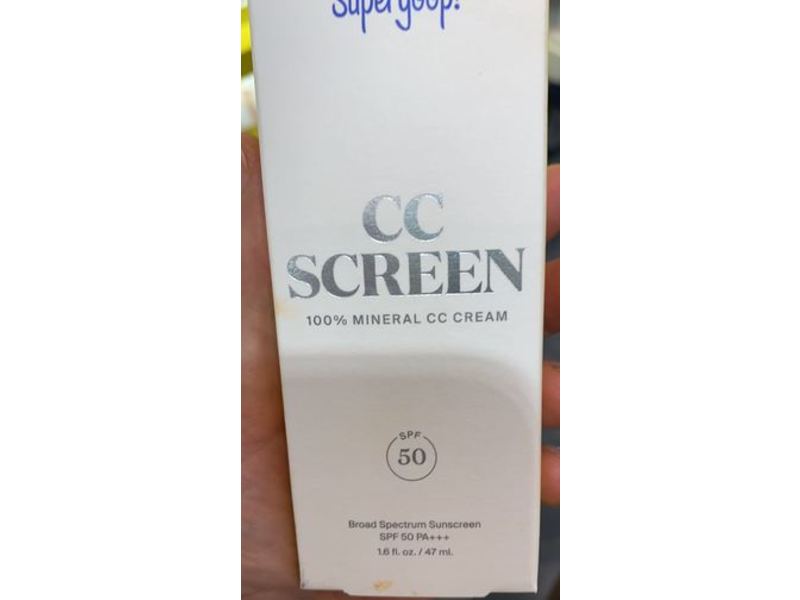 Supergoop!
CC
SCREEN
100% MINERAL CC CREAM
SPF
50
Broad Spectrum Sunscreen
SPF 50 PA+++
1.6 fl. oz. / 47 ml.